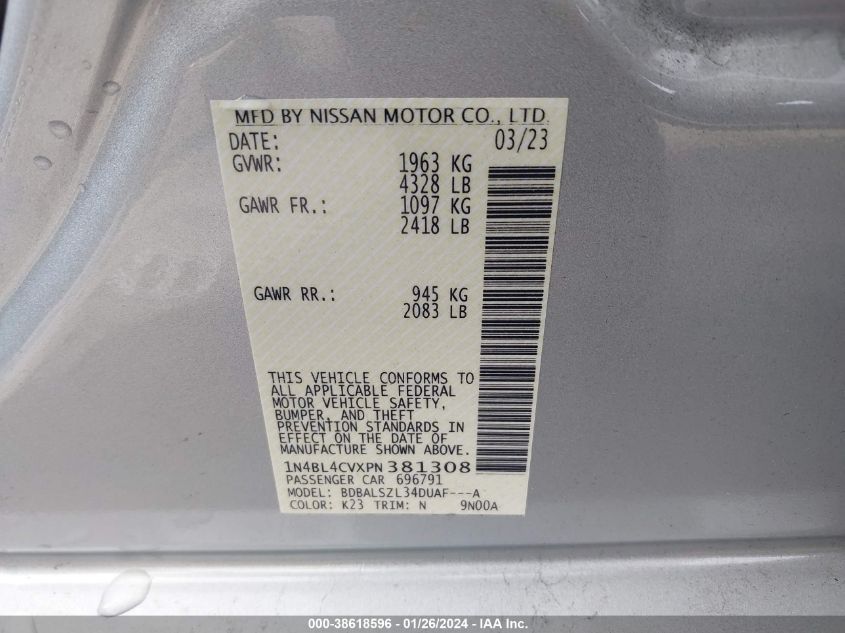 MFD BY NISSAN MOTOR CO., LTD.
DATE: 03/23
GVWR: 1963 KG
4328 LB
GAWR FR.: 1097 KG
2418 LB
GAWR RR.: 945 KG
2083 LB
THIS VEHICLE CONFORMS TO
ALL APPLICABLE FEDERAL
MOTOR VEHICLE SAFETY,
BUMPER, AND THEFT
PREVENTION STANDARDS IN
EFFECT ON THE DATE OF
MANUFACTURE SHOWN ABOVE.
1N4BL4CVXPN381308
PASSENGER CAR 696791
MODEL: BDBALSZL34DUAF---A
COLOR: K23 TRIM: N 9N00A
000-38618596 - 01/26/2024 - IAA Inc.